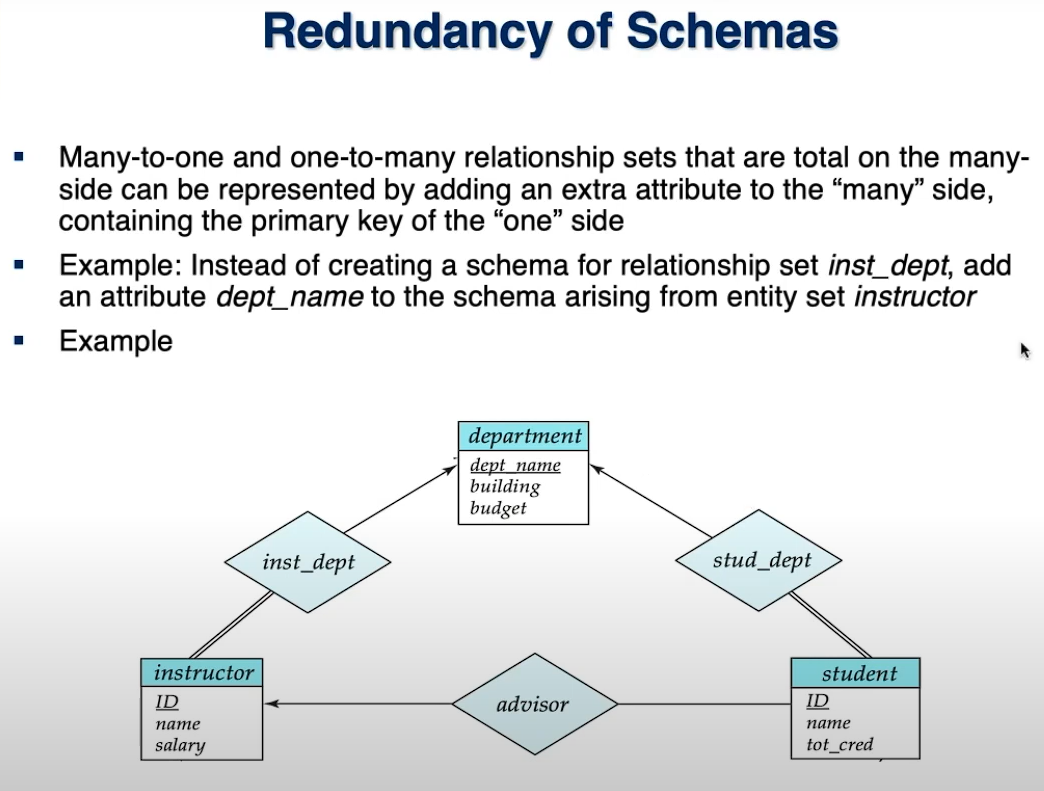 Redundancy of Schemas
Many-to-one and one-to-many relationship sets that are total on the many-
side can be represented by adding an extra attribute to the “many” side,
containing the primary key of the “one” side
Example: Instead of creating a schema for relationship set inst_dept, add
an attribute dept_name to the schema arising from entity set instructor
Example
department
dept_name
building
budget
inst_dept
stud_dept
instructor
ID
name
salary
advisor
student
ID
name
tot_cred